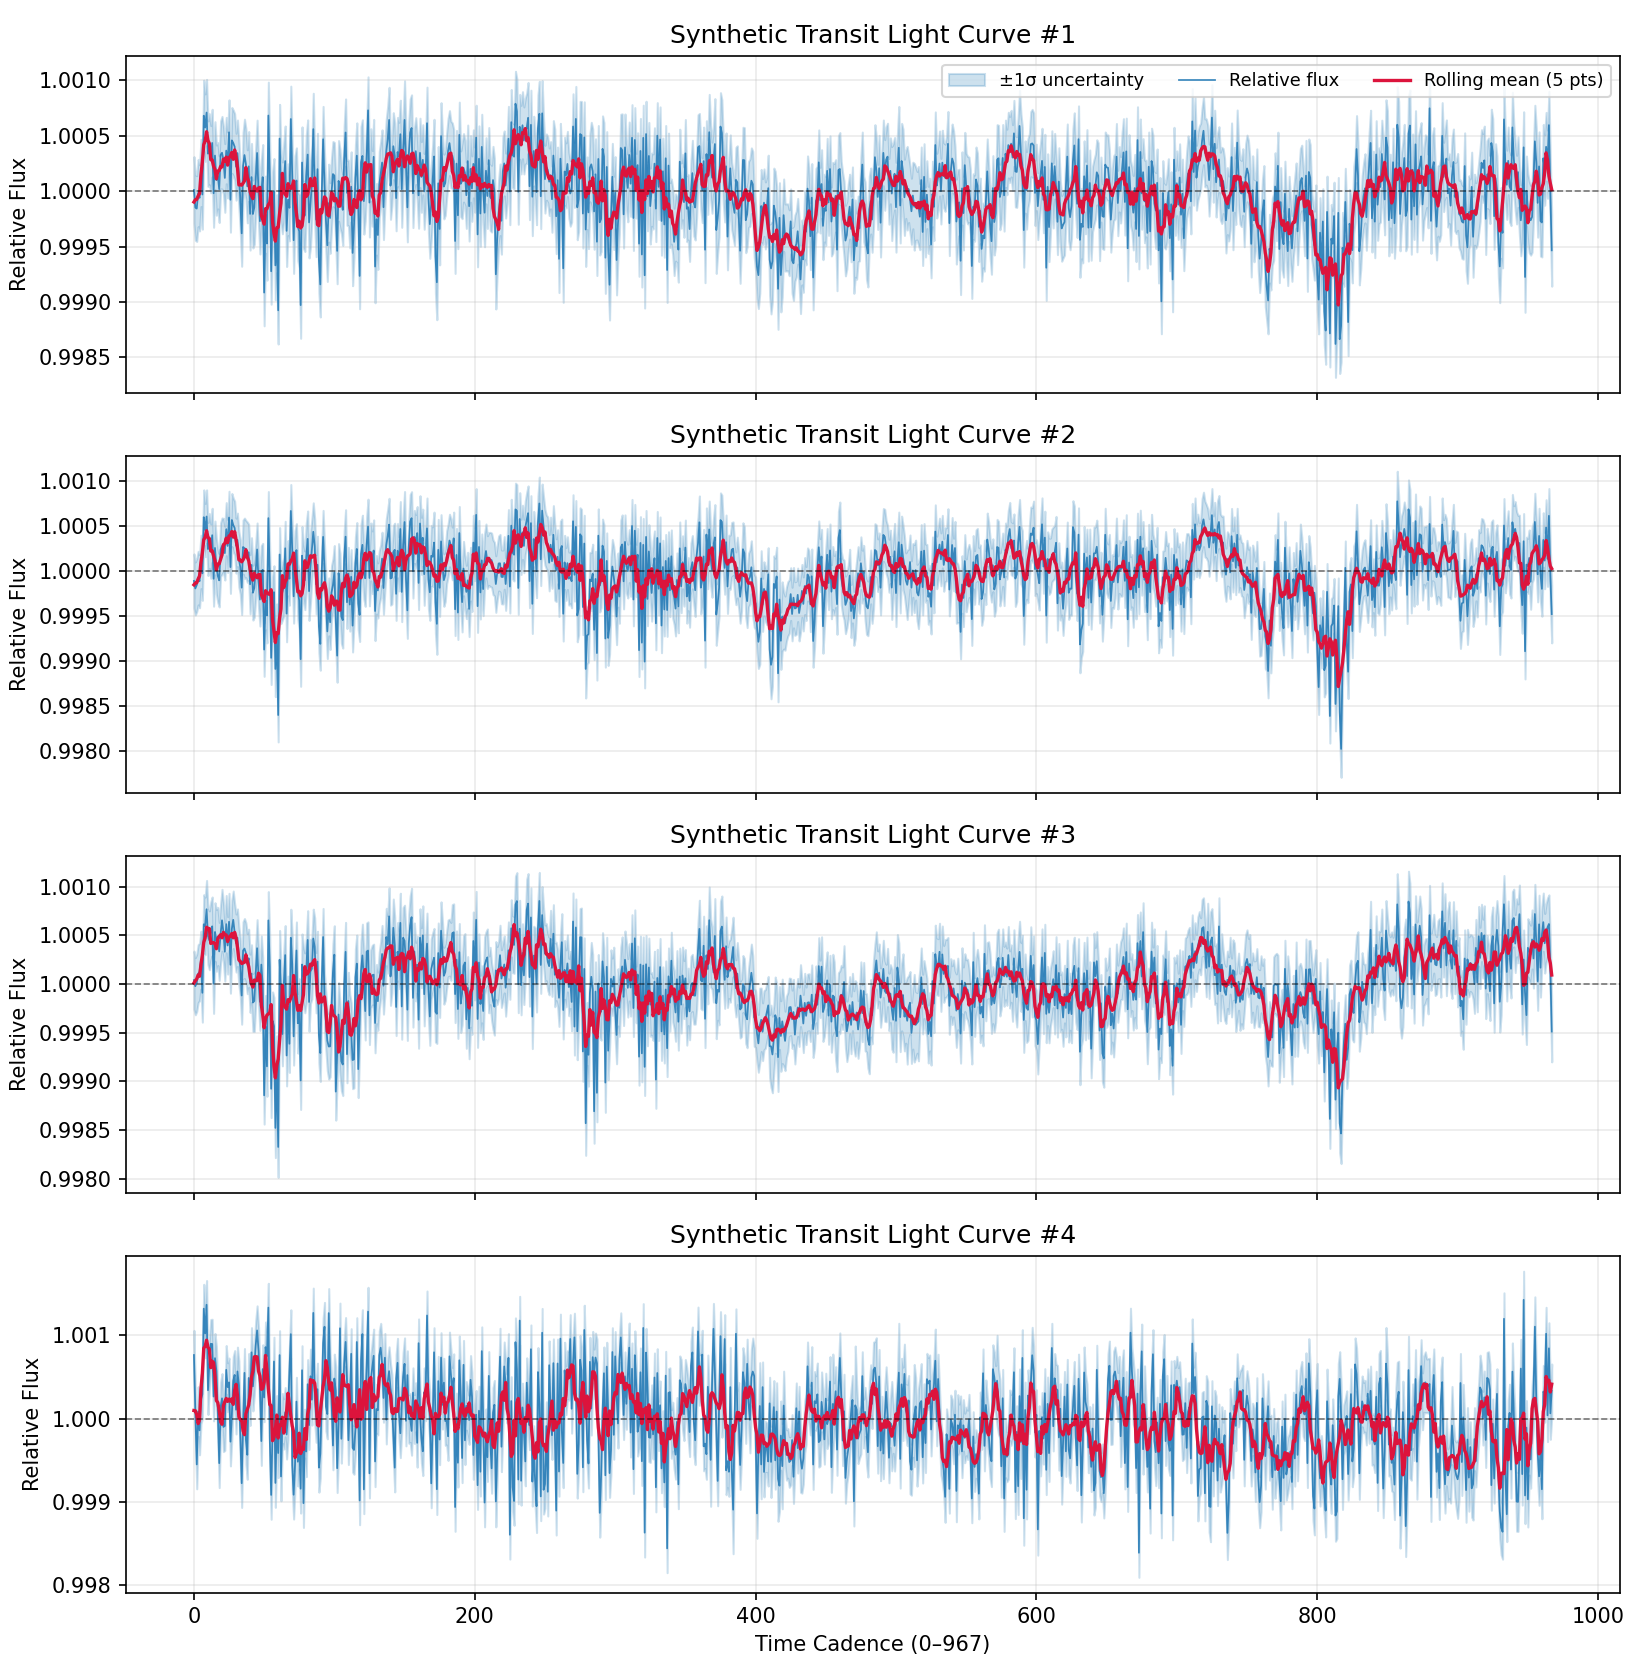 Synthetic Transit Light Curve #1
±1σ uncertainty Relative flux Rolling mean (5 pts)
1.0010
1.0005
1.0000
0.9995
0.9990
0.9985
Relative Flux
Synthetic Transit Light Curve #2
1.0010
1.0005
1.0000
0.9995
0.9990
0.9985
0.9980
Relative Flux
Synthetic Transit Light Curve #3
1.0010
1.0005
1.0000
0.9995
0.9990
0.9985
0.9980
Relative Flux
Synthetic Transit Light Curve #4
1.001
1.000
0.999
0.998
Relative Flux
0 200 400 600 800 1000
Time Cadence (0–967)